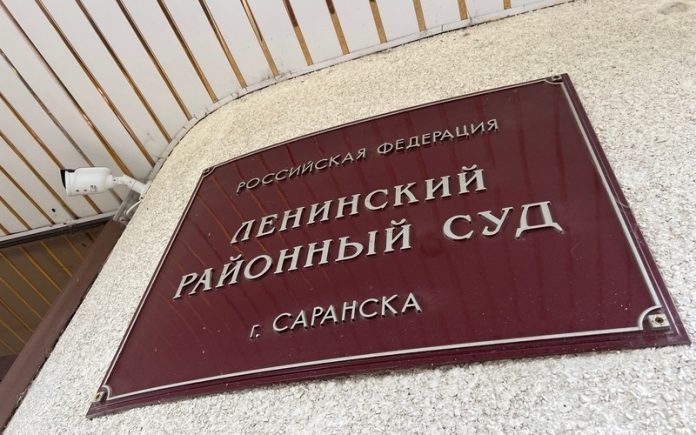 РОССИЙСКАЯ ФЕДЕРАЦИЯ
ЛЕНИНСКИЙ
РАЙОННЫЙ СУД
г. САРАНСКА